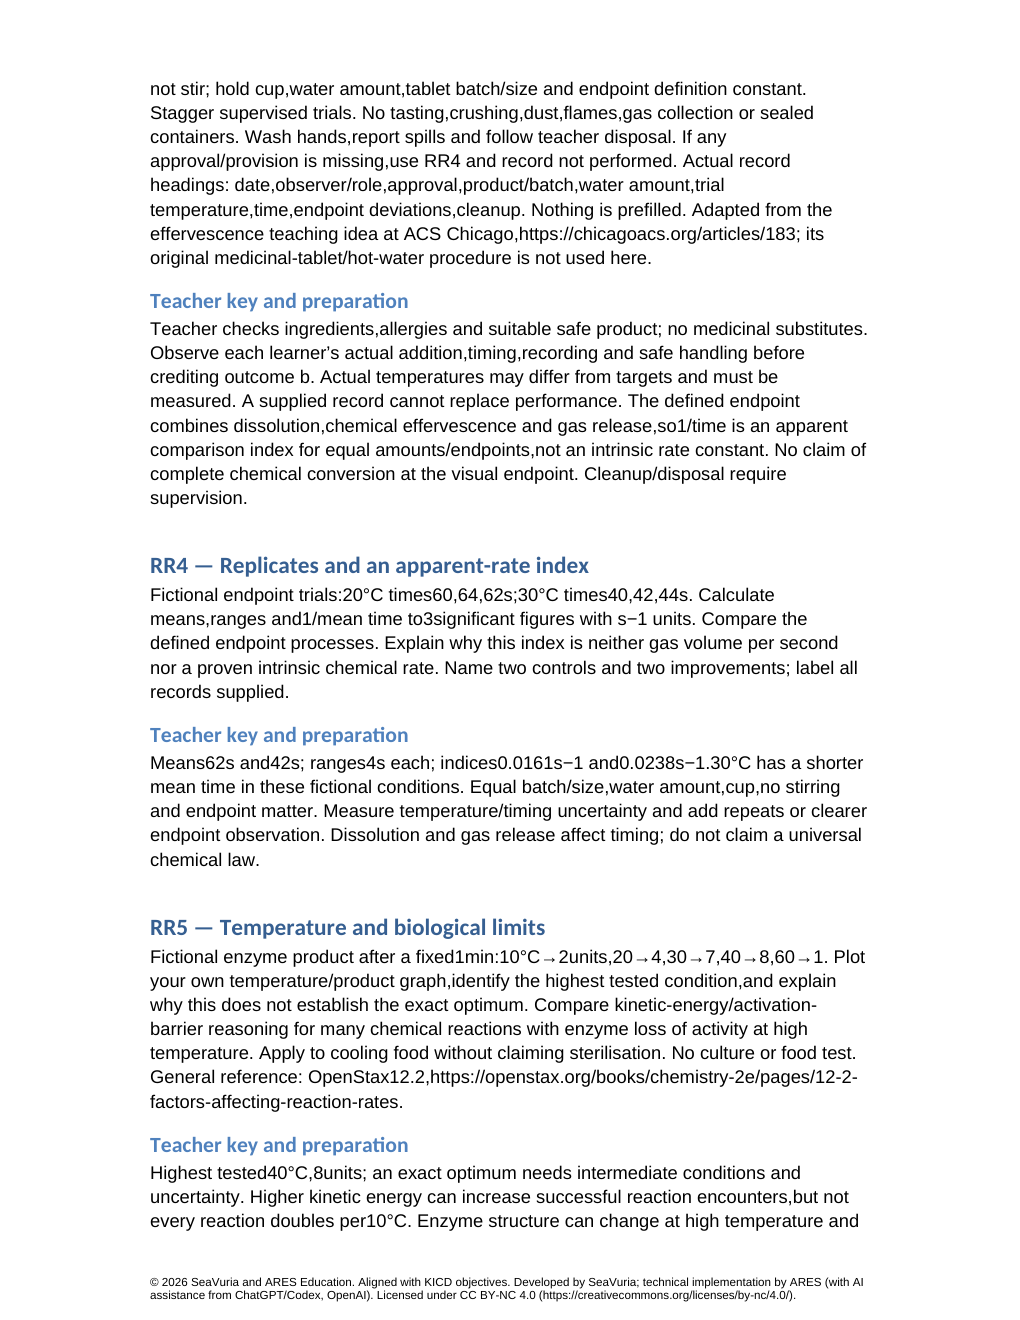 not stir; hold cup,water amount,tablet batch/size and endpoint definition constant.
Stagger supervised trials. No tasting,crushing,dust,flames,gas collection or sealed
containers. Wash hands,report spills and follow teacher disposal. If any
approval/provision is missing,use RR4 and record not performed. Actual record
headings: date,observer/role,approval,product/batch,water amount,trial
temperature,time,endpoint deviations,cleanup. Nothing is prefilled. Adapted from the
effervescence teaching idea at ACS Chicago,https://chicagoacs.org/articles/183; its
original medicinal-tablet/hot-water procedure is not used here.
Teacher key and preparation
Teacher checks ingredients,allergies and suitable safe product; no medicinal substitutes.
Observe each learner’s actual addition,timing,recording and safe handling before
crediting outcome b. Actual temperatures may differ from targets and must be
measured. A supplied record cannot replace performance. The defined endpoint
combines dissolution,chemical effervescence and gas release,so1/time is an apparent
comparison index for equal amounts/endpoints,not an intrinsic rate constant. No claim of
complete chemical conversion at the visual endpoint. Cleanup/disposal require
supervision.
RR4 — Replicates and an apparent-rate index
Fictional endpoint trials:20°C times60,64,62s;30°C times40,42,44s. Calculate
means,ranges and1/mean time to3significant figures with s−1 units. Compare the
defined endpoint processes. Explain why this index is neither gas volume per second
nor a proven intrinsic chemical rate. Name two controls and two improvements; label all
records supplied.
Teacher key and preparation
Means62s and42s; ranges4s each; indices0.0161s−1 and0.0238s−1.30°C has a shorter
mean time in these fictional conditions. Equal batch/size,water amount,cup,no stirring
and endpoint matter. Measure temperature/timing uncertainty and add repeats or clearer
endpoint observation. Dissolution and gas release affect timing; do not claim a universal
chemical law.
RR5 — Temperature and biological limits
Fictional enzyme product after a fixed1min:10°C→2units,20→4,30→7,40→8,60→1. Plot
your own temperature/product graph,identify the highest tested condition,and explain
why this does not establish the exact optimum. Compare kinetic-energy/activation-
barrier reasoning for many chemical reactions with enzyme loss of activity at high
temperature. Apply to cooling food without claiming sterilisation. No culture or food test.
General reference: OpenStax12.2,https://openstax.org/books/chemistry-2e/pages/12-2-
factors-affecting-reaction-rates.
Teacher key and preparation
Highest tested40°C,8units; an exact optimum needs intermediate conditions and
uncertainty. Higher kinetic energy can increase successful reaction encounters,but not
every reaction doubles per10°C. Enzyme structure can change at high temperature and
© 2026 SeaVuria and ARES Education. Aligned with KICD objectives. Developed by SeaVuria; technical implementation by ARES (with AI
assistance from ChatGPT/Codex, OpenAI). Licensed under CC BY-NC 4.0 (https://creativecommons.org/licenses/by-nc/4.0/).